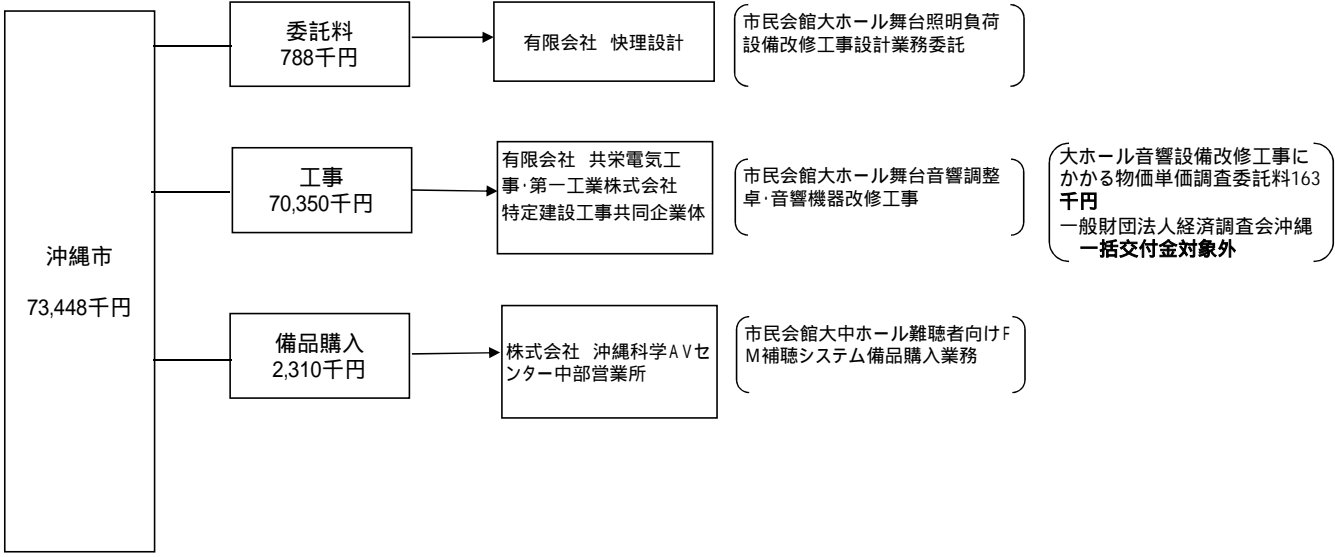 沖縄市
73,448千円
委託料
788千円
有限会社 快理設計
市民会館大ホール舞台照明負荷
設備改修工事設計業務委託
工事
70,350千円
有限会社 共栄電気工
事・第一工業株式会社
特定建設工事共同企業体
市民会館大ホール舞台音響調整
卓・音響機器改修工事
大ホール音響設備改修工事に
かかる物価単価調査委託料163
千円
一般財団法人経済調査会沖縄
一括交付金対象外
備品購入
2,310千円
株式会社 沖縄科学AVセ
ンター中部営業所
市民会館大中ホール難聴者向けF
M補聴システム備品購入業務